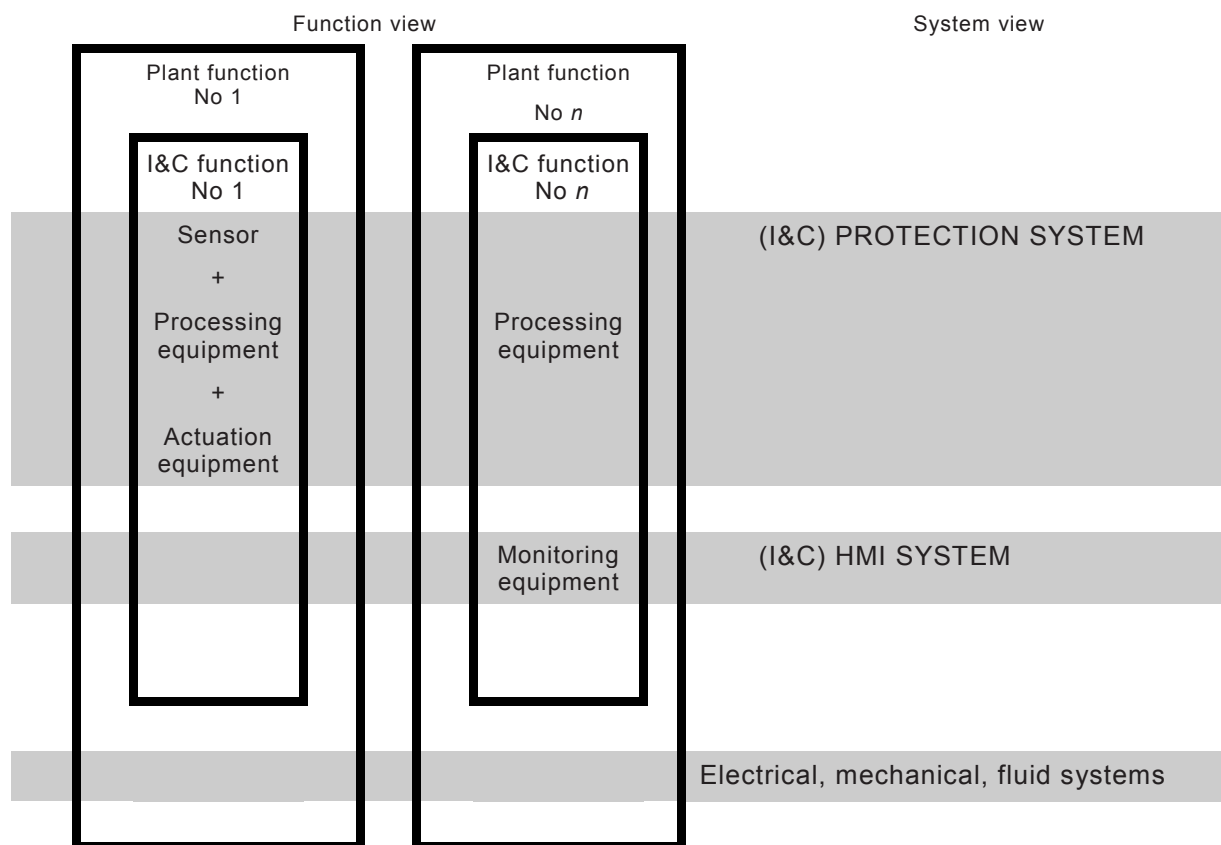 Function view
System view
Plant function
No 1
Plant function
No n
I&C function
No 1
I&C function
No n
Sensor
+
Processing
equipment
+
Actuation
equipment
Processing
equipment
(I&C) PROTECTION SYSTEM
Monitoring
equipment
(I&C) HMI SYSTEM
Electrical, mechanical, fluid systems